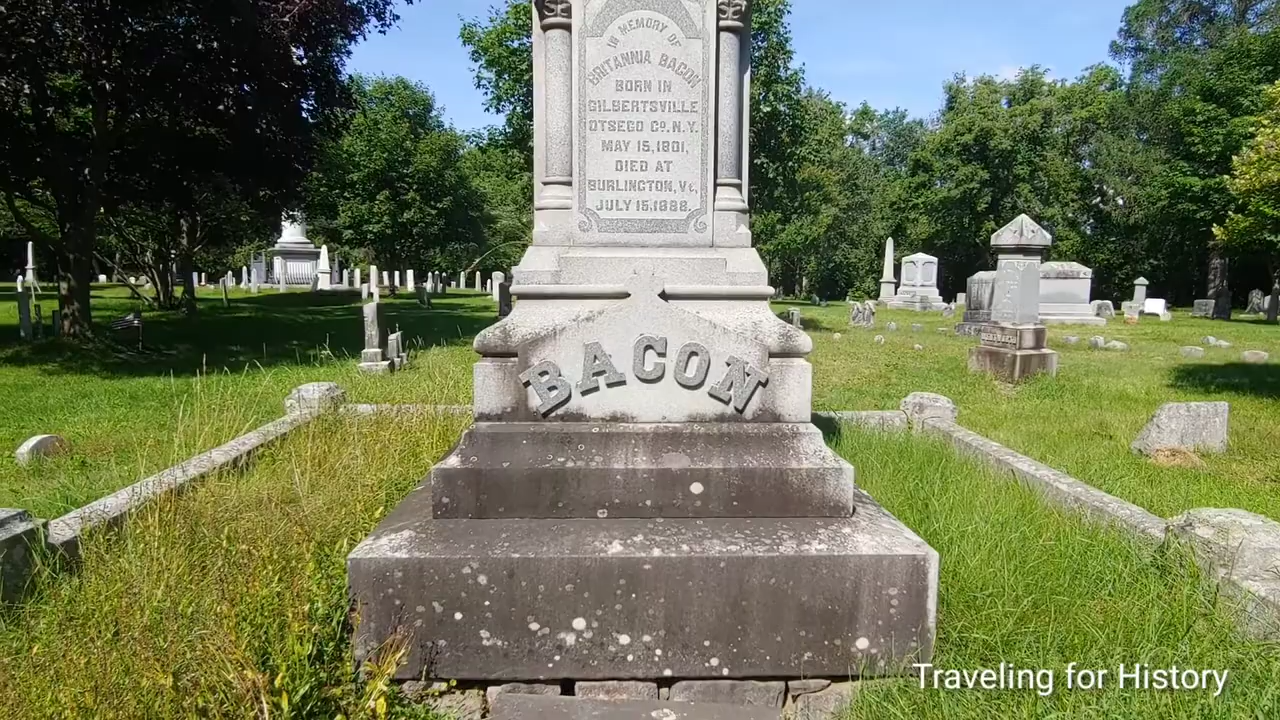 IN MEMORY OF
BRITANNIA BACON
BORN IN
GILBERTSVILLE
OTSEGO Co. N.Y.
MAY 15, 1801,
DIED AT
BURLINGTON, Vt,
JULY 15, 1888.
BACON
Traveling for History